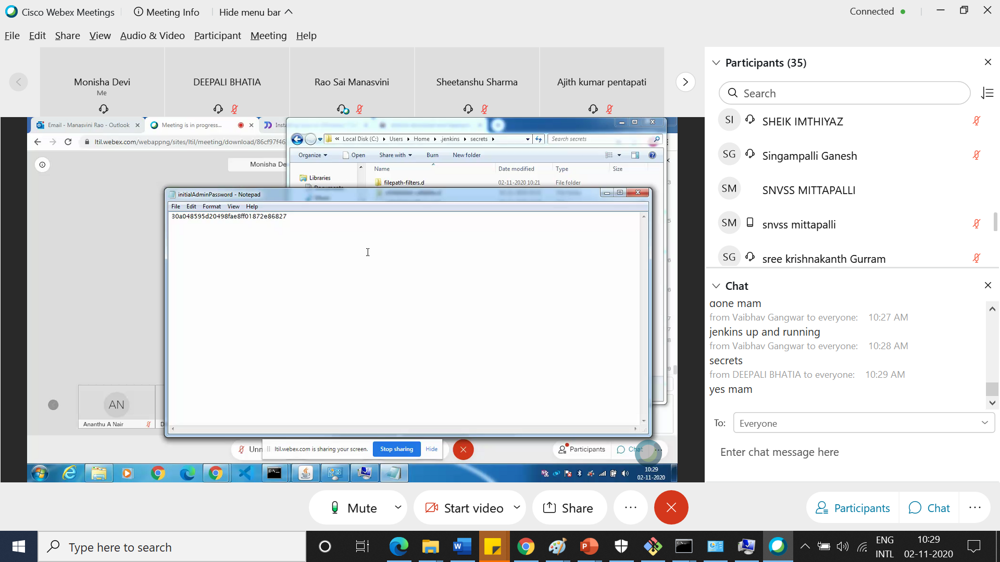 Cisco Webex Meetings
Meeting Info
Hide menu bar
Connected
File Edit Share View Audio & Video Participant Meeting Help
Monisha Devi
Me
DEEPALI BHATIA
Rao Sai Manasvini
Sheetanshu Sharma
Ajith kumar pentapati
Email - Manasvini Rao - Outlook
Meeting is in progress...
ltil.webex.com/webappng/sites/ltil/meeting/download/86cf97f46
Monisha De
Local Disk (C:) Users Home .jenkins secrets
Search secrets
Organize Open Share with Burn New folder
Name Date modified Type Size
Libraries
filepath-filters.d 02-11-2020 10:21 File folder
initialAdminPassword - Notepad
File Edit Format View Help
30a048595d20498fae8ff01872e86827
AN
Ananthu A Nair
ltil.webex.com is sharing your screen.
Stop sharing
Hide
Participants
Chat
10:29
02-11-2020
Participants (35)
Search
SI SHEIK IMTHIYAZ
SG Singampalli Ganesh
SM SNVSS MITTAPALLI
SM snvss mittapalli
SG sree krishnakanth Gurram
Chat
done mam
from Vaibhav Gangwar to everyone: 10:27 AM
jenkins up and running
from Vaibhav Gangwar to everyone: 10:28 AM
secrets
from DEEPALI BHATIA to everyone: 10:29 AM
yes mam
To: Everyone
Enter chat message here
Mute
Start video
Share
Participants
Chat
Type here to search
ENG
INTL
10:29
02-11-2020